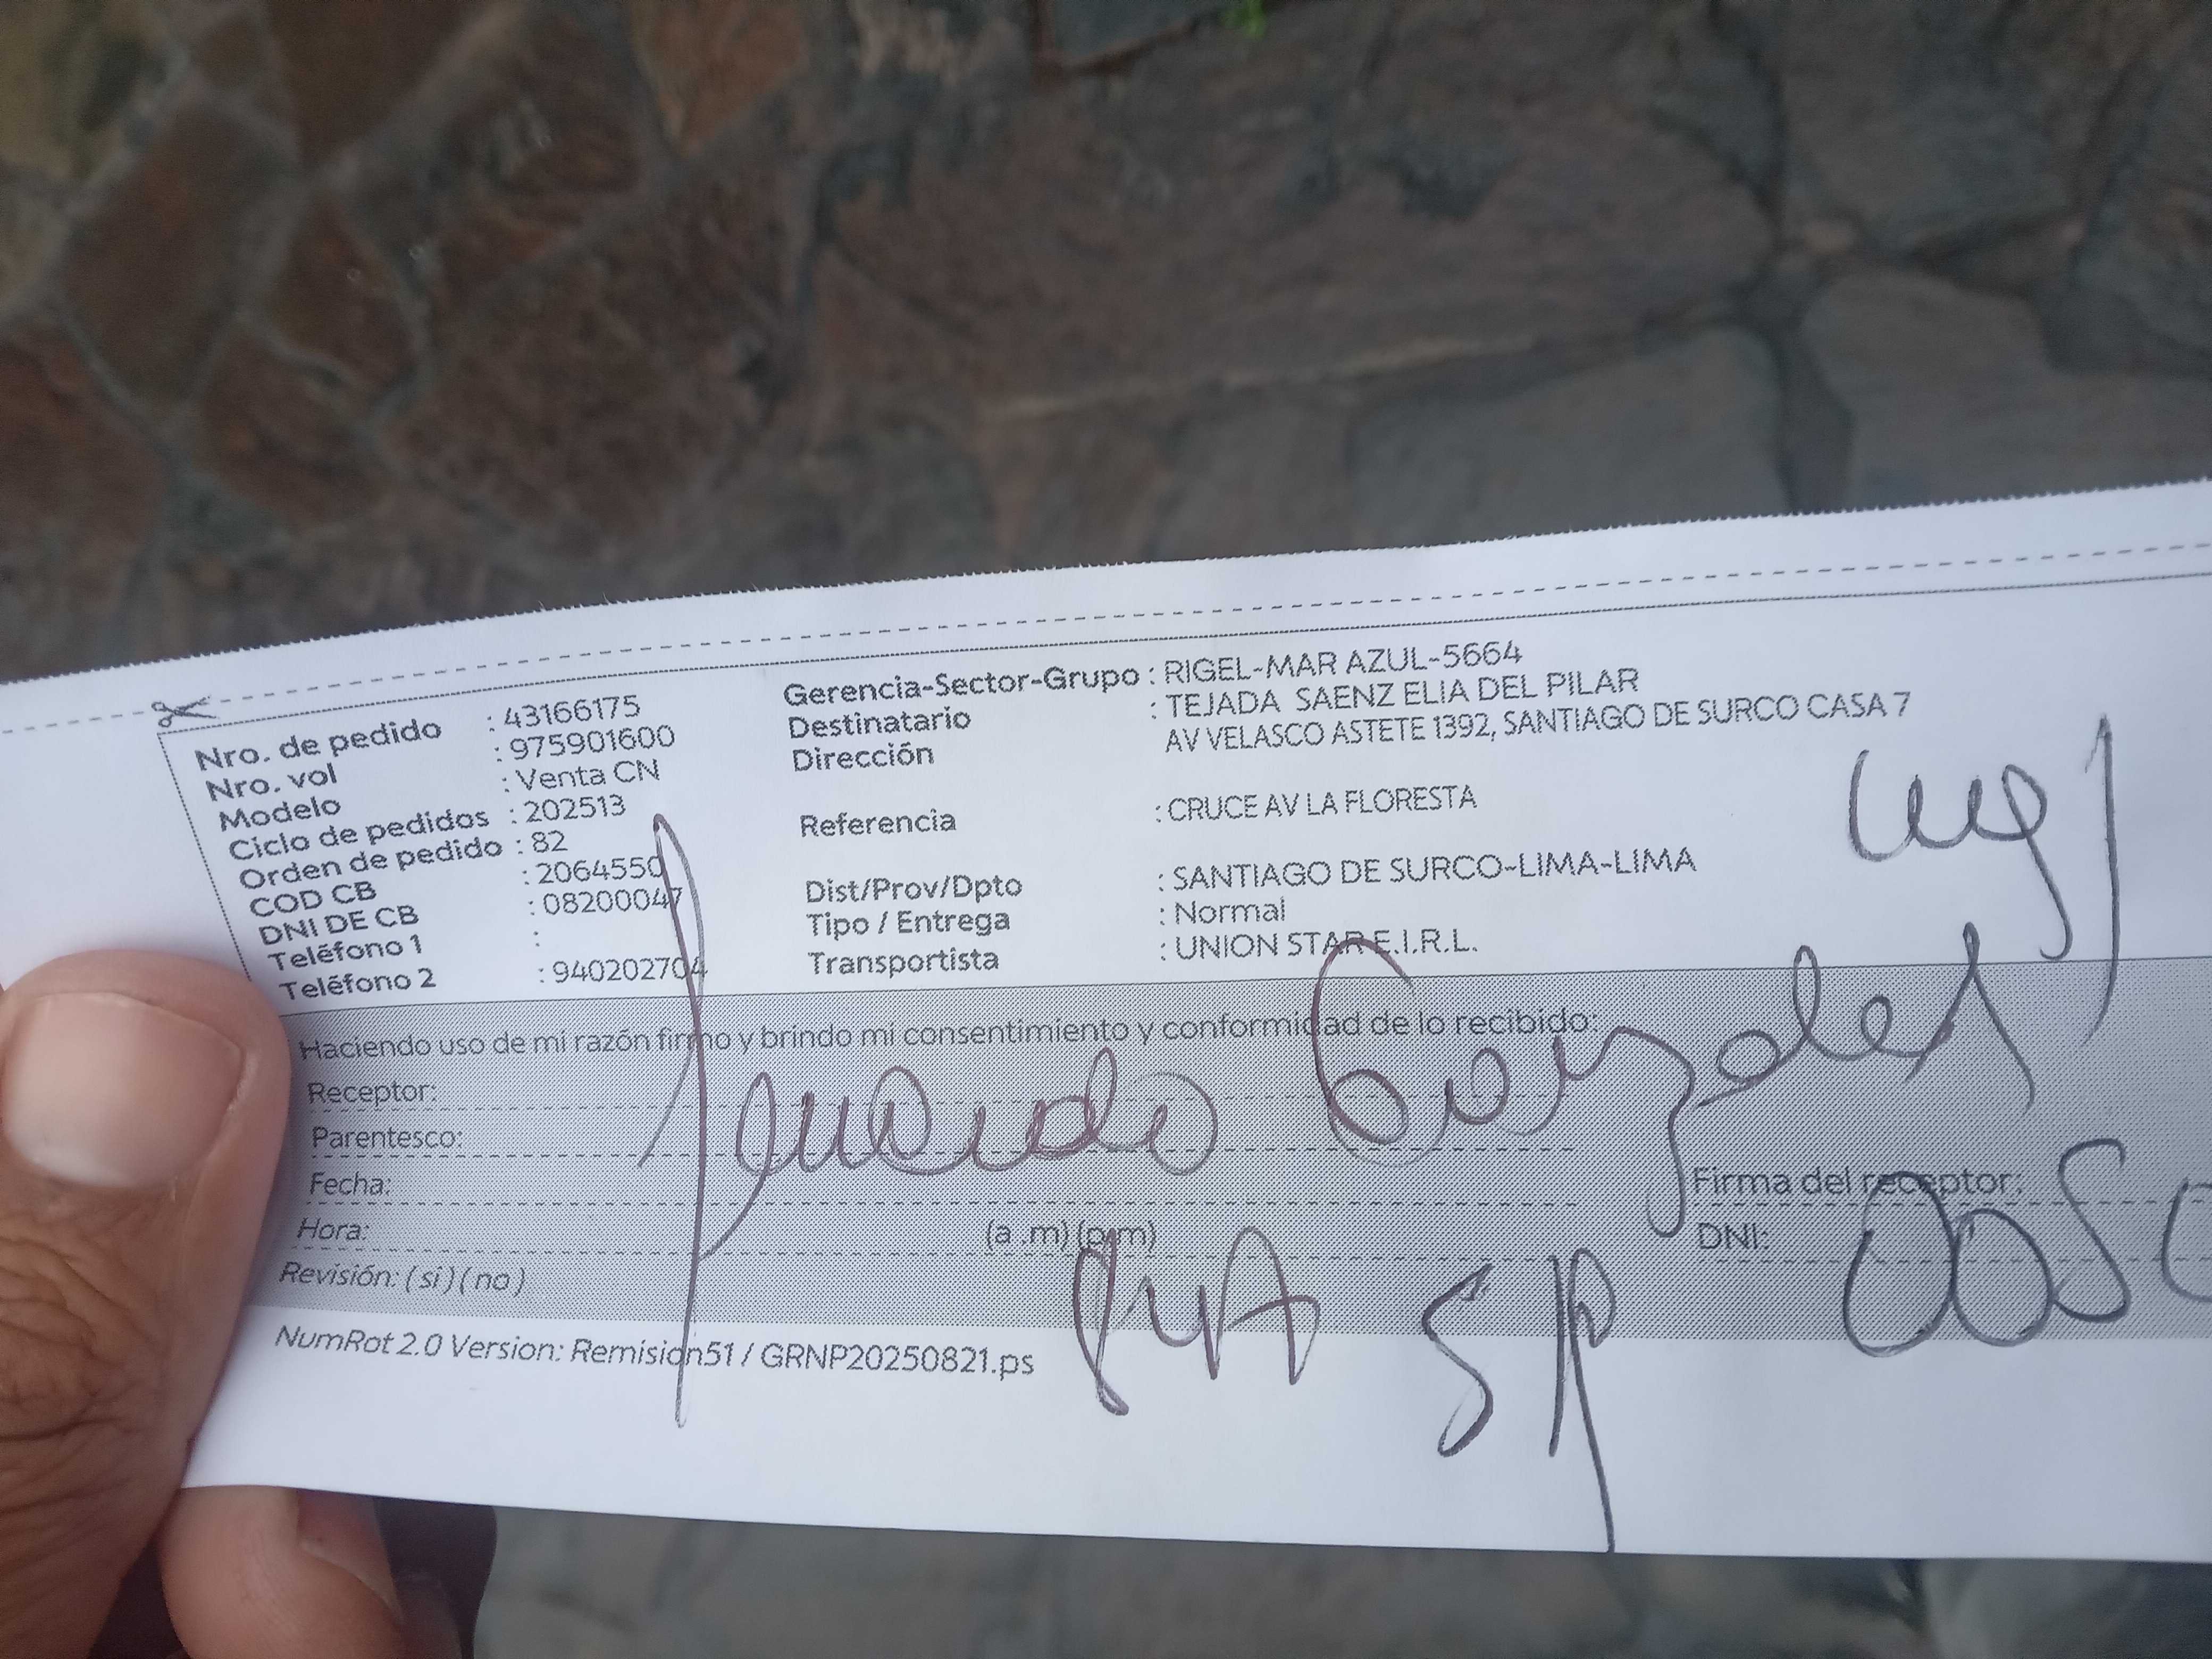 Nro. de pedido : 43166175
Nro. vol : 975901600
Modelo : Venta CN
Ciclo de pedidos : 202513
Orden de pedido : 82
COD CB : 2064550
DNI DE CB : 08200047
Teléfono 1 :
Teléfono 2 : 940202704
Gerencia-Sector-Grupo : RIGEL-MAR AZUL-5664
Destinatario : TEJADA SAENZ ELIA DEL PILAR
Dirección AV VELASCO ASTETE 1392, SANTIAGO DE SURCO CASA 7
Referencia : CRUCE AV LA FLORESTA
Dist/Prov/Dpto : SANTIAGO DE SURCO-LIMA-LIMA
Tipo / Entrega : Normal
Transportista : UNION STAR E.I.R.L.
Haciendo uso de mi razón firmo y brindo mi consentimiento y conformidad de lo recibido:
Receptor:
Parentesco:
Fecha:
Hora: (a .m) (p.m)
Revisión: ( si ) ( no )
Gonzales
Firma del receptor:
DNI:
NumRot 2.0 Version: Remision51 / GRNP20250821.ps